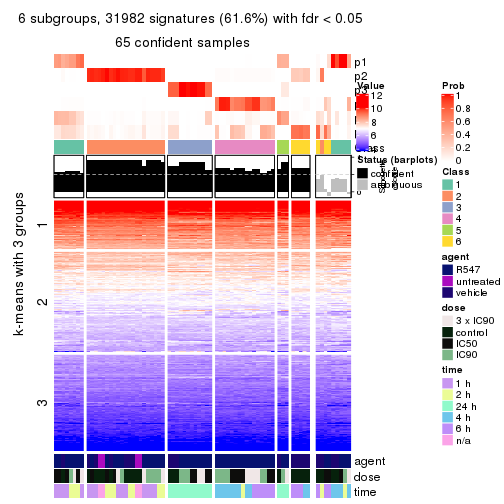 6 subgroups, 31982 signatures (61.6%) with fdr < 0.05
65 confident samples
p1
p2
p3
Value
12
10
8
6
Class
Status (barplots)
confident
ambiguous
k-means with 3 groups
1
2
3
agent
dose
time
Prob
1
0.8
0.6
0.4
0.2
0
Class
1
2
3
4
5
6
agent
R547
untreated
vehicle
dose
3 x IC90
control
IC50
IC90
time
1 h
2 h
24 h
4 h
6 h
n/a